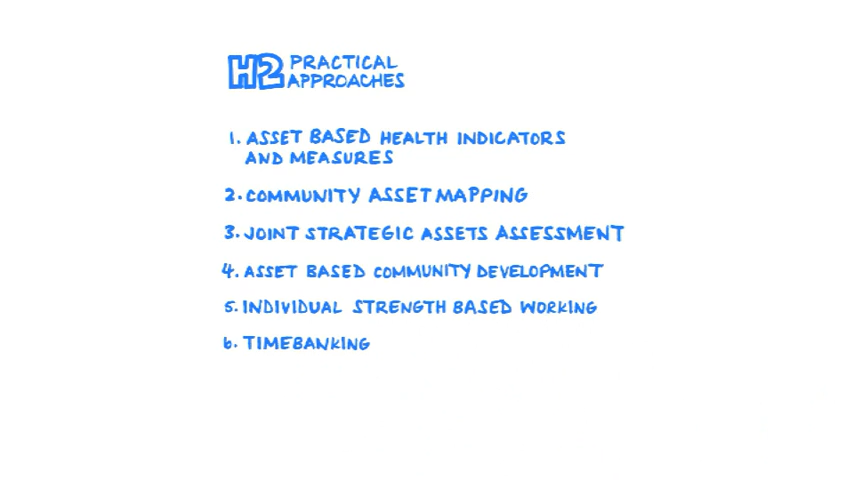 H2 PRACTICAL
APPROACHES
1. ASSET BASED HEALTH INDICATORS
AND MEASURES
2. COMMUNITY ASSET MAPPING
3. JOINT STRATEGIC ASSETS ASSESSMENT
4. ASSET BASED COMMUNITY DEVELOPMENT
5. INDIVIDUAL STRENGTH BASED WORKING
6. TIMEBANKING